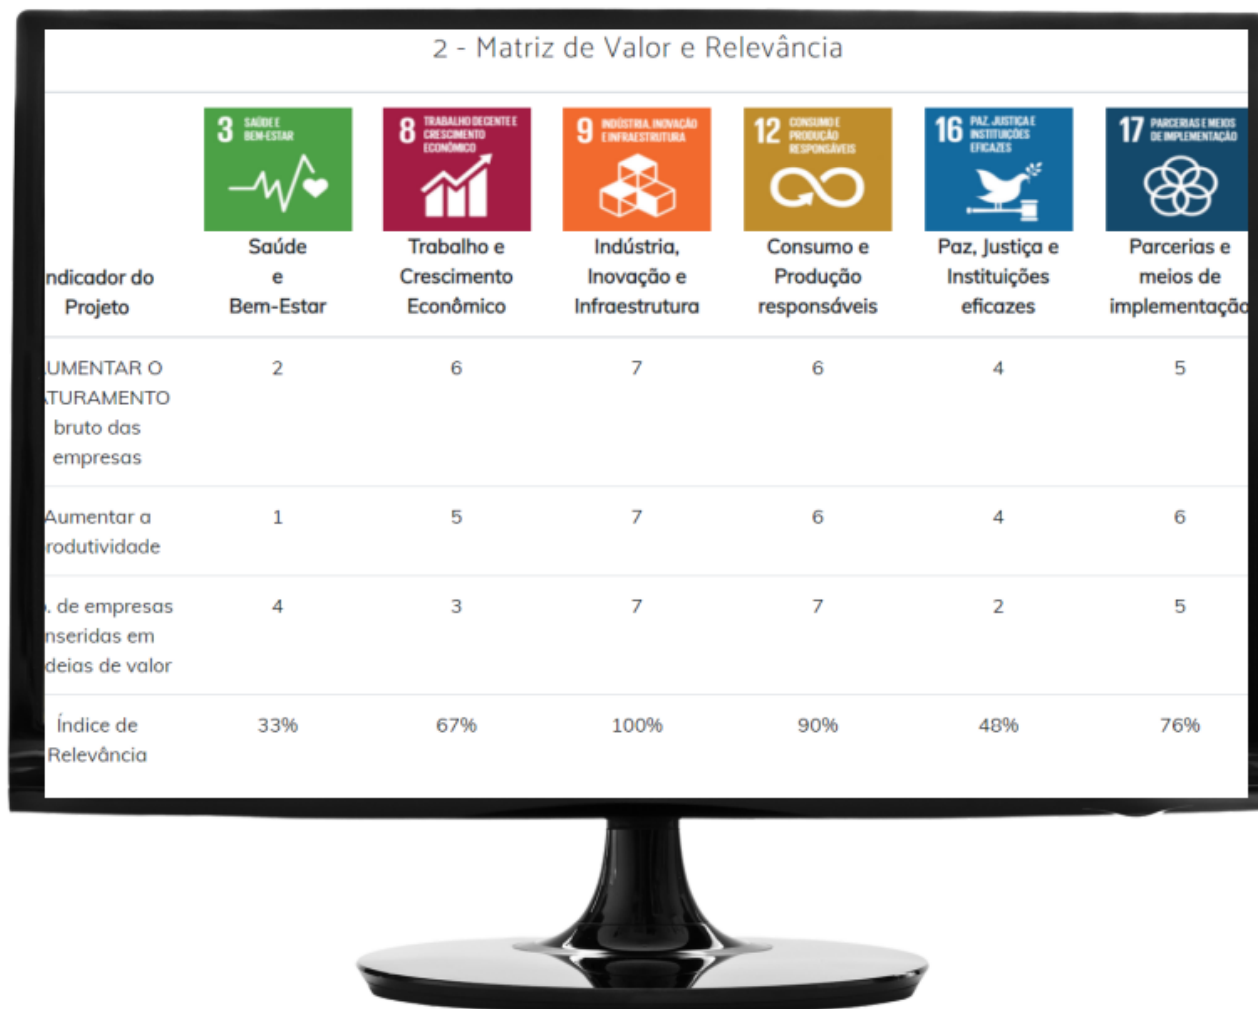 2 - Matriz de Valor e Relevância
3 SAÚDE E
BEM-ESTAR
8 TRABALHO DECENTE E
CRESCIMENTO
ECONÔMICO
9 INDÚSTRIA, INOVAÇÃO
E INFRAESTRUTURA
12 CONSUMO E
PRODUÇÃO
RESPONSÁVEIS
16 PAZ, JUSTIÇA E
INSTITUIÇÕES
EFICAZES
17 PARCERIAS E MEIOS
DE IMPLEMENTAÇÃO
ndicador do
Projeto
Saúde
e
Bem-Estar
Trabalho e
Crescimento
Econômico
Indústria,
Inovação e
Infraestrutura
Consumo e
Produção
responsáveis
Paz, Justiça e
Instituições
eficazes
Parcerias e
meios de
implementação
UMENTAR O
ATURAMENTO
bruto das
empresas
2 6 7 6 4 5
Aumentar a
rodutividade
1 5 7 6 4 6
o. de empresas
nseridas em
deias de valor
4 3 7 7 2 5
Índice de
Relevância
33% 67% 100% 90% 48% 76%